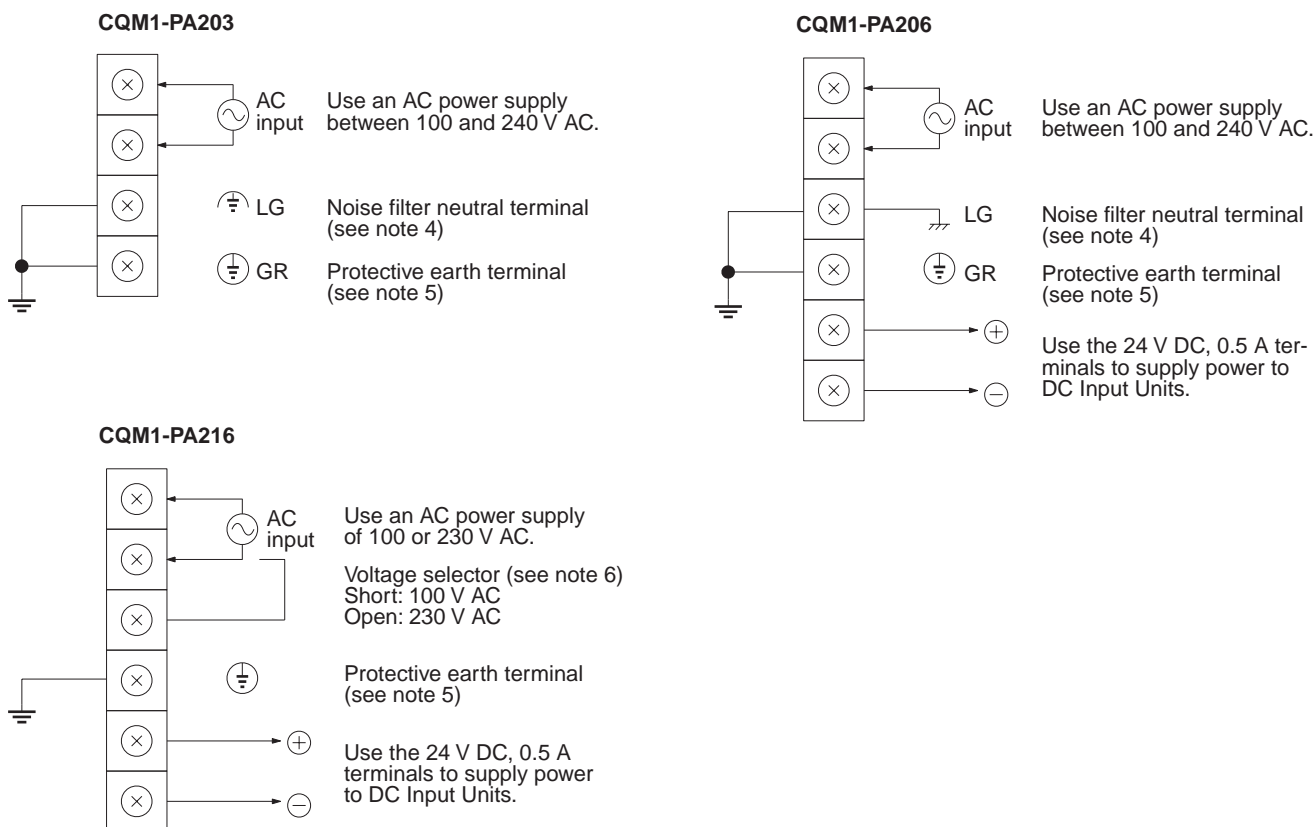 CQM1-PA203
AC
input
Use an AC power supply
between 100 and 240 V AC.
LG
Noise filter neutral terminal
(see note 4)
GR
Protective earth terminal
(see note 5)
CQM1-PA206
AC
input
Use an AC power supply
between 100 and 240 V AC.
LG
Noise filter neutral terminal
(see note 4)
GR
Protective earth terminal
(see note 5)
+
Use the 24 V DC, 0.5 A ter-
minals to supply power to
DC Input Units.
−
CQM1-PA216
AC
input
Use an AC power supply
of 100 or 230 V AC.
Voltage selector (see note 6)
Short: 100 V AC
Open: 230 V AC
Protective earth terminal
(see note 5)
+
Use the 24 V DC, 0.5 A
terminals to supply power
to DC Input Units.
−